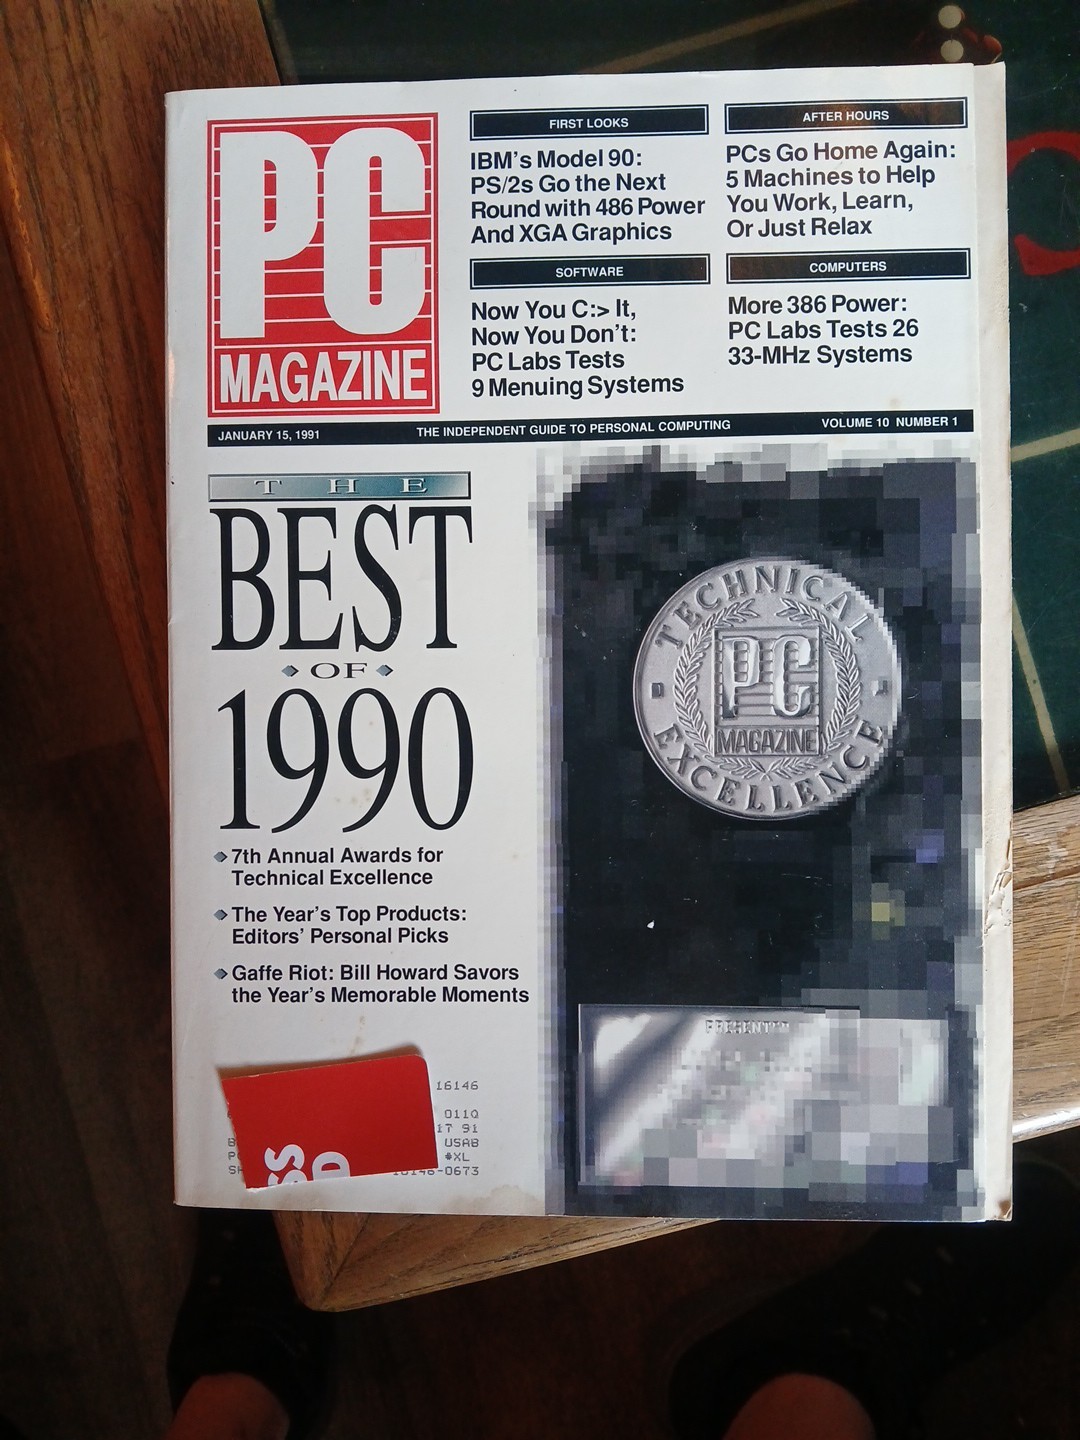 PC
MAGAZINE
FIRST LOOKS
IBM's Model 90:
PS/2s Go the Next
Round with 486 Power
And XGA Graphics
AFTER HOURS
PCs Go Home Again:
5 Machines to Help
You Work, Learn,
Or Just Relax
SOFTWARE
Now You C:> It,
Now You Don't:
PC Labs Tests
9 Menuing Systems
COMPUTERS
More 386 Power:
PC Labs Tests 26
33-MHz Systems
JANUARY 15, 1991 THE INDEPENDENT GUIDE TO PERSONAL COMPUTING VOLUME 10 NUMBER 1
THE
BEST
OF
1990
7th Annual Awards for
Technical Excellence
The Year's Top Products:
Editors' Personal Picks
Gaffe Riot: Bill Howard Savors
the Year's Memorable Moments
TECHNICAL
PC
MAGAZINE
EXCELLENCE
16146
011Q
17 91
USAB
#XL
16146-0673